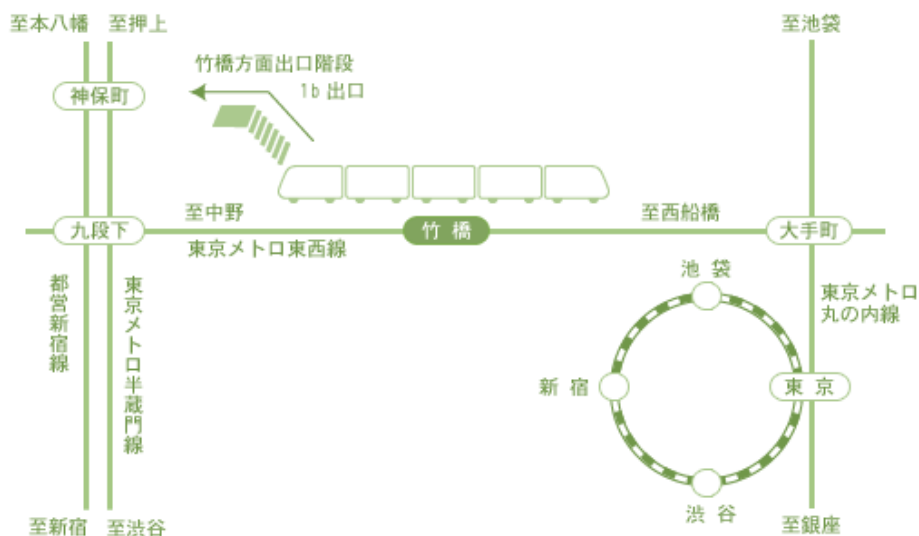 至本八幡
至押上
至池袋
竹橋方面出口階段
1b 出口
神保町
至中野
至西船橋
九段下
竹 橋
大手町
東京メトロ東西線
都営新宿線
東京メトロ半蔵門線
池 袋
東京メトロ
丸の内線
新 宿
東 京
渋 谷
至新宿
至渋谷
至銀座